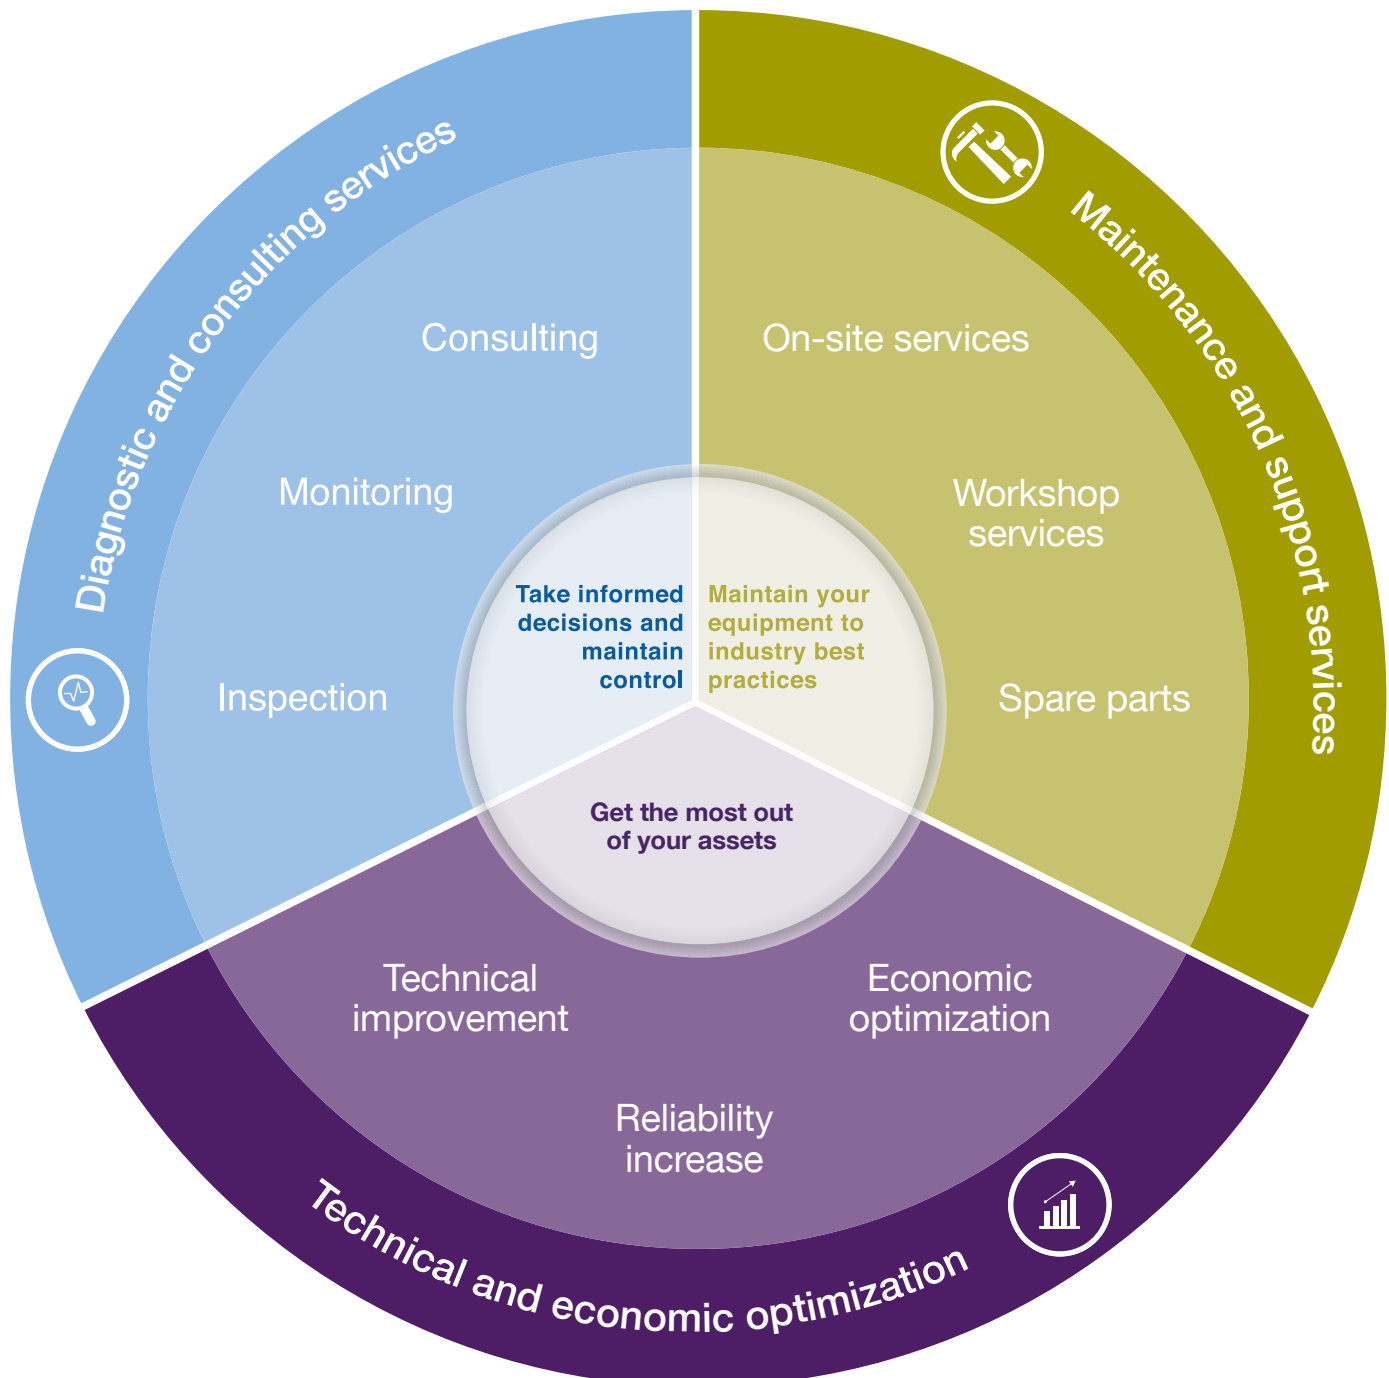 Diagnostic and consulting services
Consulting
Monitoring
Inspection
Take informed
decisions and
maintain
control
Maintenance and support services
On-site services
Workshop
services
Spare parts
Maintain your
equipment to
industry best
practices
Get the most out
of your assets
Technical
improvement
Economic
optimization
Reliability
increase
Technical and economic optimization